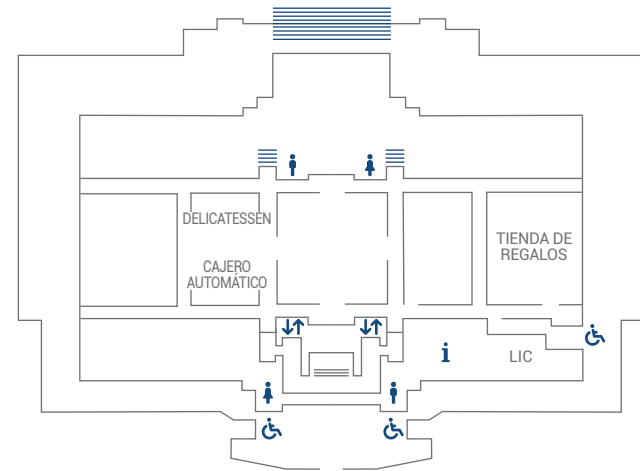 DELICATESSEN
TIENDA DE
REGALOS
CAJERO
AUTOMÁTICO
i
LIC